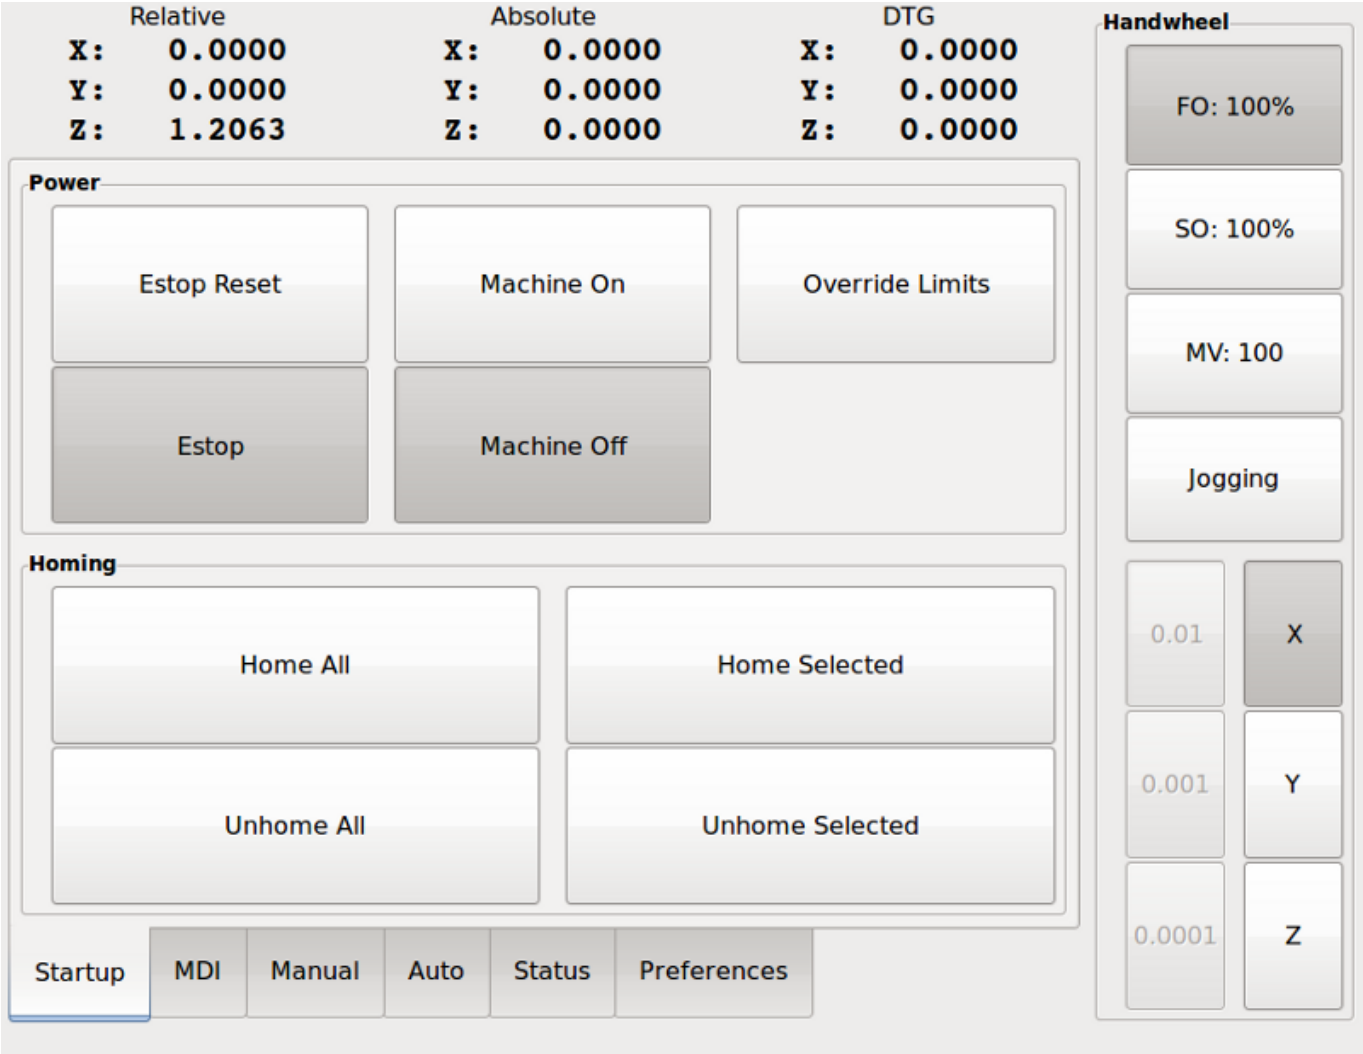 Relative Absolute DTG
X: 0.0000 X: 0.0000 X: 0.0000
Y: 0.0000 Y: 0.0000 Y: 0.0000
Z: 1.2063 Z: 0.0000 Z: 0.0000
Power
Estop Reset Machine On Override Limits
Estop Machine Off
Homing
Home All Home Selected
Unhome All Unhome Selected
Startup MDI Manual Auto Status Preferences
Handwheel
FO: 100%
SO: 100%
MV: 100
Jogging
0.01 X
0.001 Y
0.0001 Z